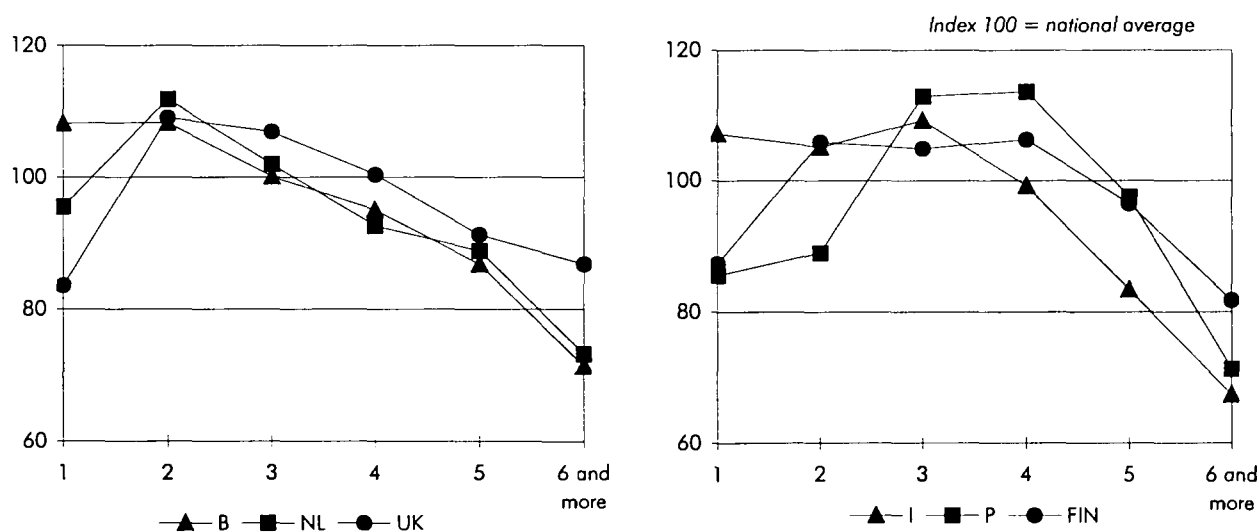 Index 100 = national average
120
100
80
60
1 2 3 4 5 6 and
more
B NL UK
120
100
80
60
1 2 3 4 5 6 and
more
I P FIN